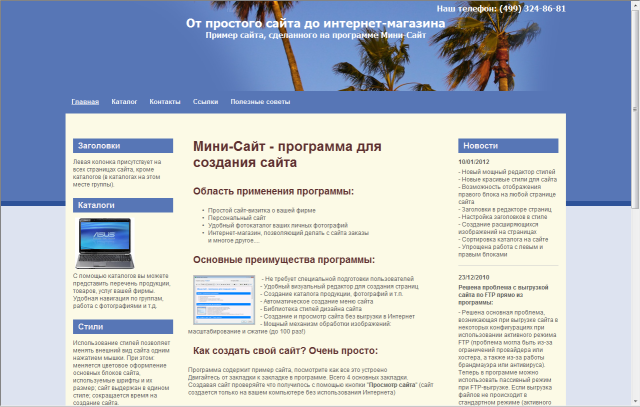 Наш телефон: (499) 324-86-81
От простого сайта до интернет-магазина
Пример сайта, сделанного на программе Мини-Сайт
Главная Каталог Контакты Ссылки Полезные советы
Заголовки
Левая колонка присутствует на
всех страницах сайта, кроме
каталогов (в каталогах на этом
месте группы).
Каталоги
ASUS
С помощью каталогов вы можете
представить перечень продукции,
товаров, услуг вашей фирмы.
Удобная навигация по группам,
работа с фотографиями и т.д.
Стили
Использование стилей позволяет
менять внешний вид сайта одним
нажатием мыши. При этом
меняется цветовое оформление
основных блоков сайта,
используемые шрифты и их
размер, сайт выдержан в едином
стиле; сокращается время на
создание сайта.
Мини-Сайт - программа для
создания сайта
Область применения программы:
• Простой сайт-визитка о вашей фирме
• Персональный сайт
• Удобный фотокаталог ваших личных фотографий
• Интернет-магазин, позволяющий делать с сайта заказы
и многое другое...
Основные преимущества программы:
- Не требует специальной подготовки пользователей
- Удобный визуальный редактор для создания страниц
- Создание каталога продукции, фотографий и т.п.
- Автоматическое создание меню сайта
- Библиотека стилей дизайна сайта
- Создание и просмотр сайта без выгрузки в Интернет
- Мощный механизм обработки изображений:
масштабирование и сжатие (до 100 раз!)
Как создать свой сайт? Очень просто:
Программа содержит пример сайта, посмотрите как все это устроено
Двигайтесь от закладки к закладке в программе. Всего 4 основных закладки.
Создавая сайт проверяйте что получилось с помощью кнопки "Просмотр сайта" (сайт
создается только на вашем компьютере без использования Интернета)
Новости
10/01/2012
- Новый мощный редактор стилей
- Новые красивые стили для сайта
- Возможность отображения
правого блока на любой странице
сайта
- Заголовки в редакторе страниц
- Настройка заголовков в стиле
- Создание расширяющихся
изображений на страницах
- Сортировка каталога на сайте
- Упрощена работа с левым и
правым блоками
23/12/2010
Решена проблема с выгрузкой
сайта по FTP прямо из
программы:
- Решена основная проблема,
возникающая при выгрузке сайта в
некоторых конфигурациях при
использовании активного режима
FTP (проблема могла быть из-за
ограничений провайдера или
хостера, а также из-за работы
брандмауэра или антивируса).
Теперь в программе можно
использовать пассивный режим
при FTP-выгрузке. Если выгрузка
файлов не происходит в
стандартном режиме (активном